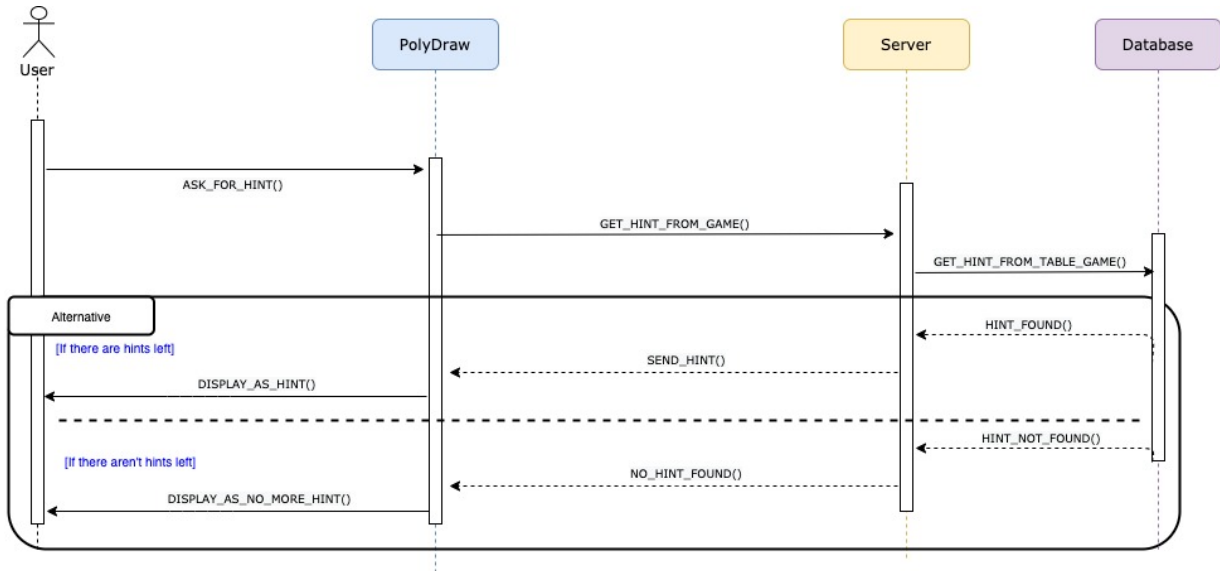 User
PolyDraw
Server
Database
ASK_FOR_HINT()
GET_HINT_FROM_GAME()
GET_HINT_FROM_TABLE_GAME()
Alternative
HINT_FOUND()
[If there are hints left]
SEND_HINT()
DISPLAY_AS_HINT()
HINT_NOT_FOUND()
[If there aren't hints left]
NO_HINT_FOUND()
DISPLAY_AS_NO_MORE_HINT()